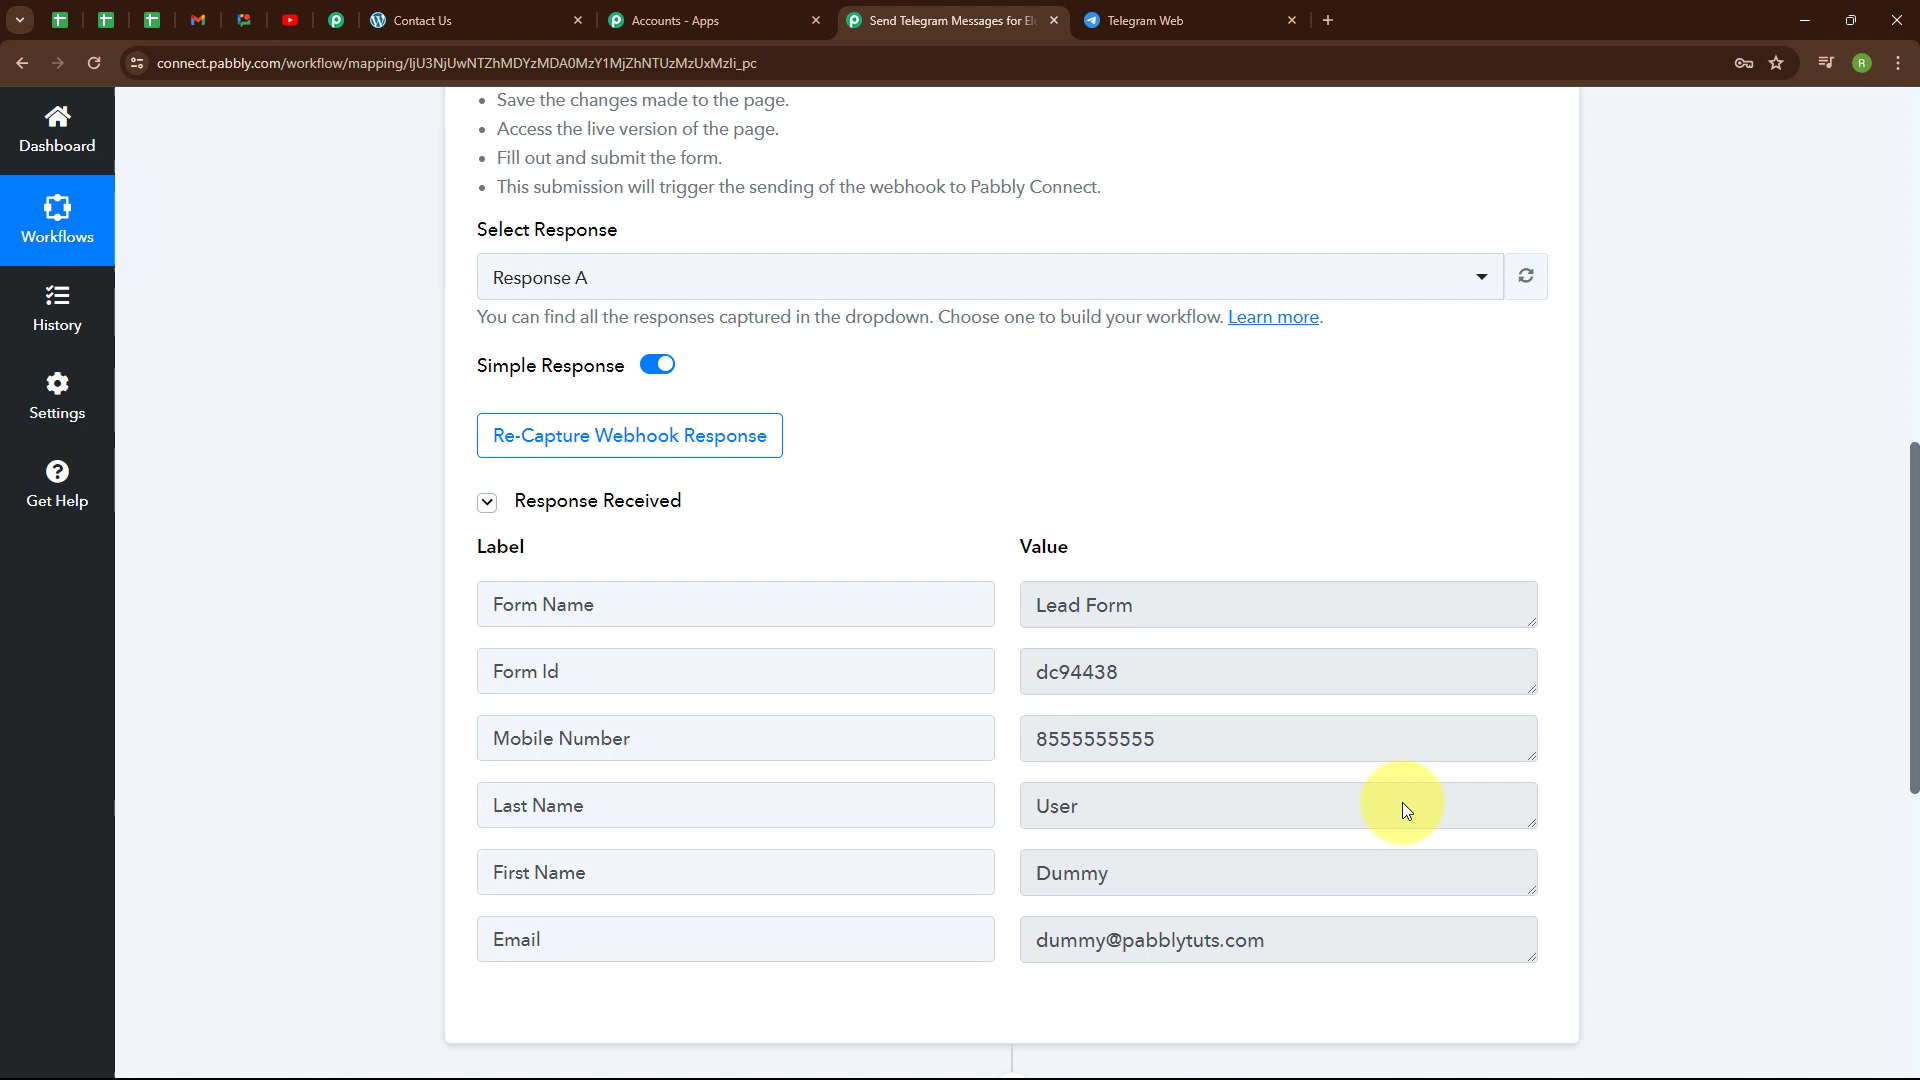 Contact Us
Accounts - Apps
Send Telegram Messages for El
Telegram Web
connect.pabbly.com/workflow/mapping/IjU3NjUwNTZhMDYzMDA0MzY1MjZhNTUzMzUxMzIi_pc
R
Dashboard
Workflows
History
Settings
Get Help
Save the changes made to the page.
Access the live version of the page.
Fill out and submit the form.
This submission will trigger the sending of the webhook to Pabbly Connect.
Select Response
Response A
You can find all the responses captured in the dropdown. Choose one to build your workflow. Learn more.
Simple Response
Re-Capture Webhook Response
Response Received
Label Value
Form Name Lead Form
Form Id dc94438
Mobile Number 8555555555
Last Name User
First Name Dummy
Email dummy@pabblytuts.com